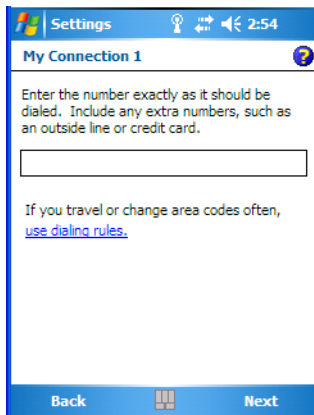 Settings 2:54
My Connection 1
Enter the number exactly as it should be
dialed. Include any extra numbers, such as
an outside line or credit card.
If you travel or change area codes often,
use dialing rules.
Back Next